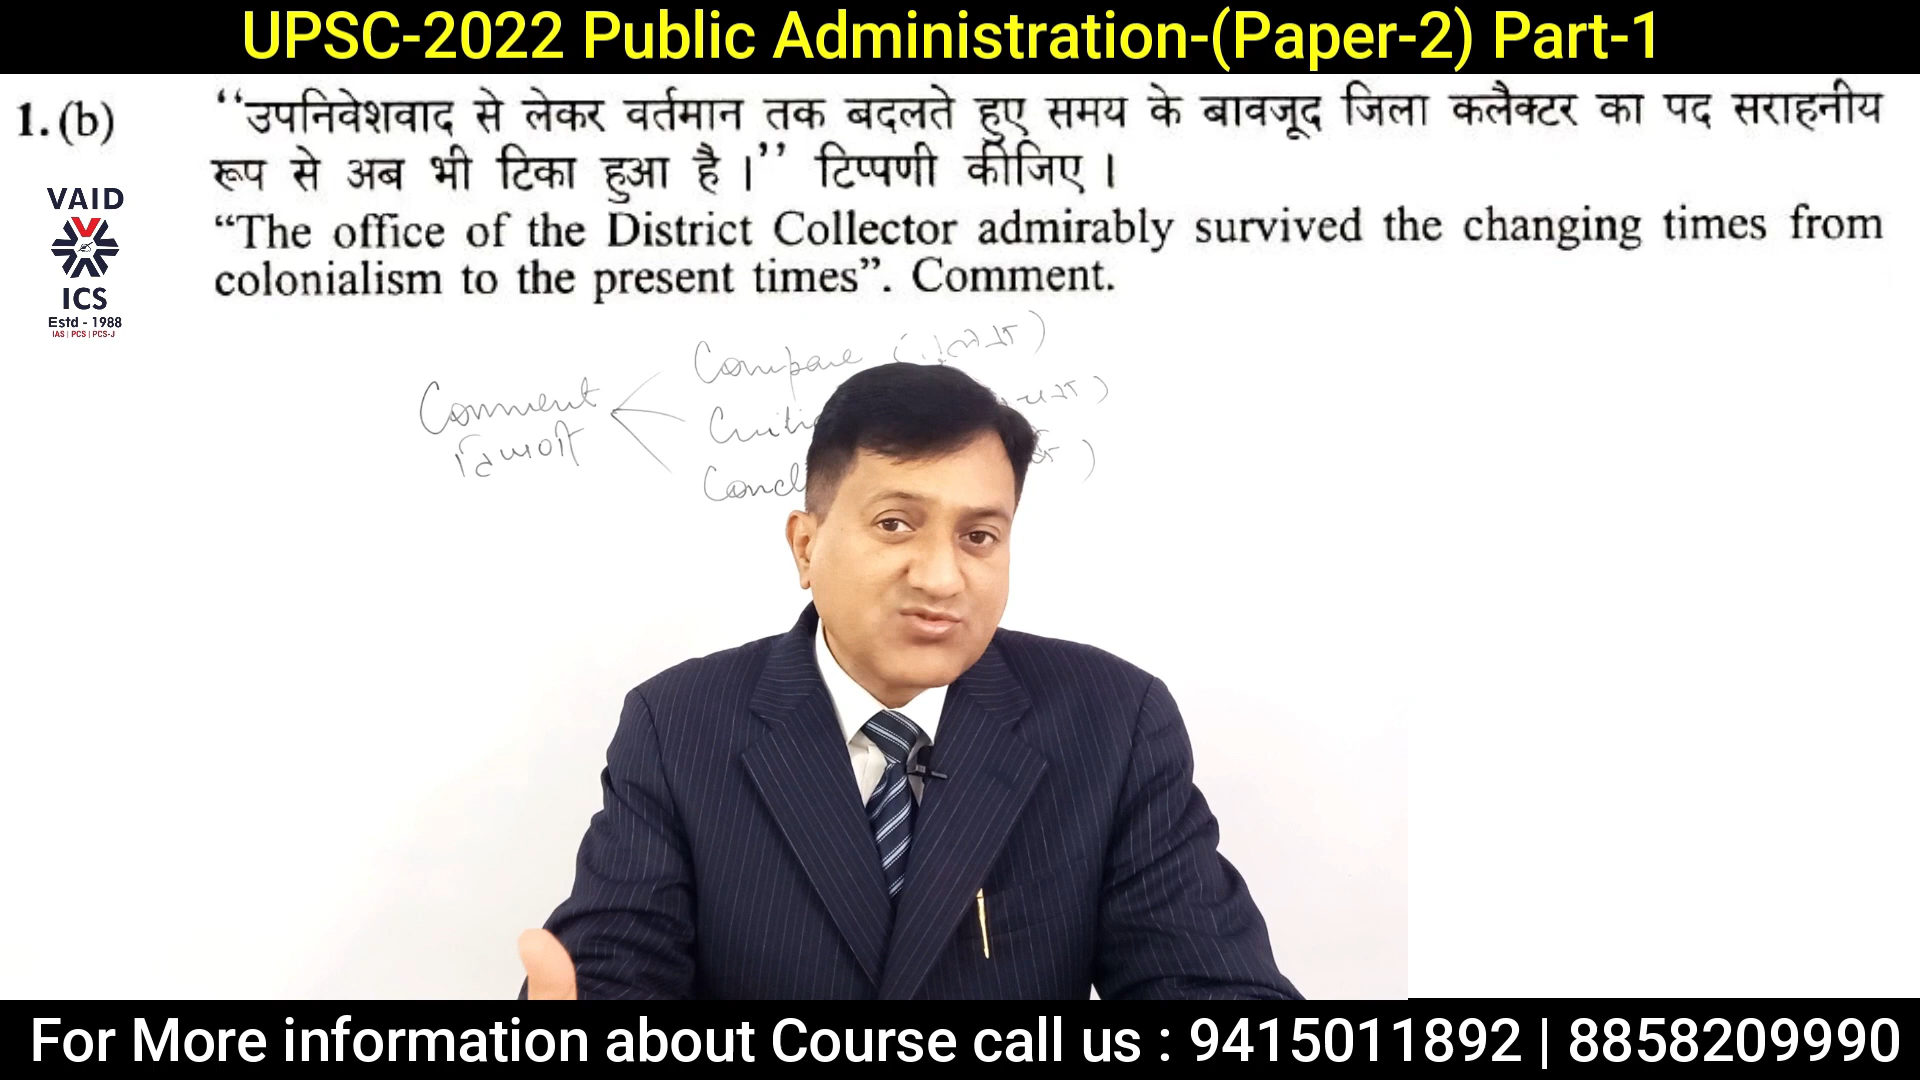 UPSC-2022 Public Administration-(Paper-2) Part-1
1. (b) ‘‘उपनिवेशवाद से लेकर वर्तमान तक बदलते हुए समय के बावजूद जिला कलैक्टर का पद सराहनीय
रूप से अब भी टिका हुआ है ।’’ टिप्पणी कीजिए ।
“The office of the District Collector admirably survived the changing times from
colonialism to the present times”. Comment.
VAID
ICS
Estd - 1988
IAS | PCS | PCS-J
Compare
Comment
टिप्पणी
For More information about Course call us : 9415011892 | 8858209990